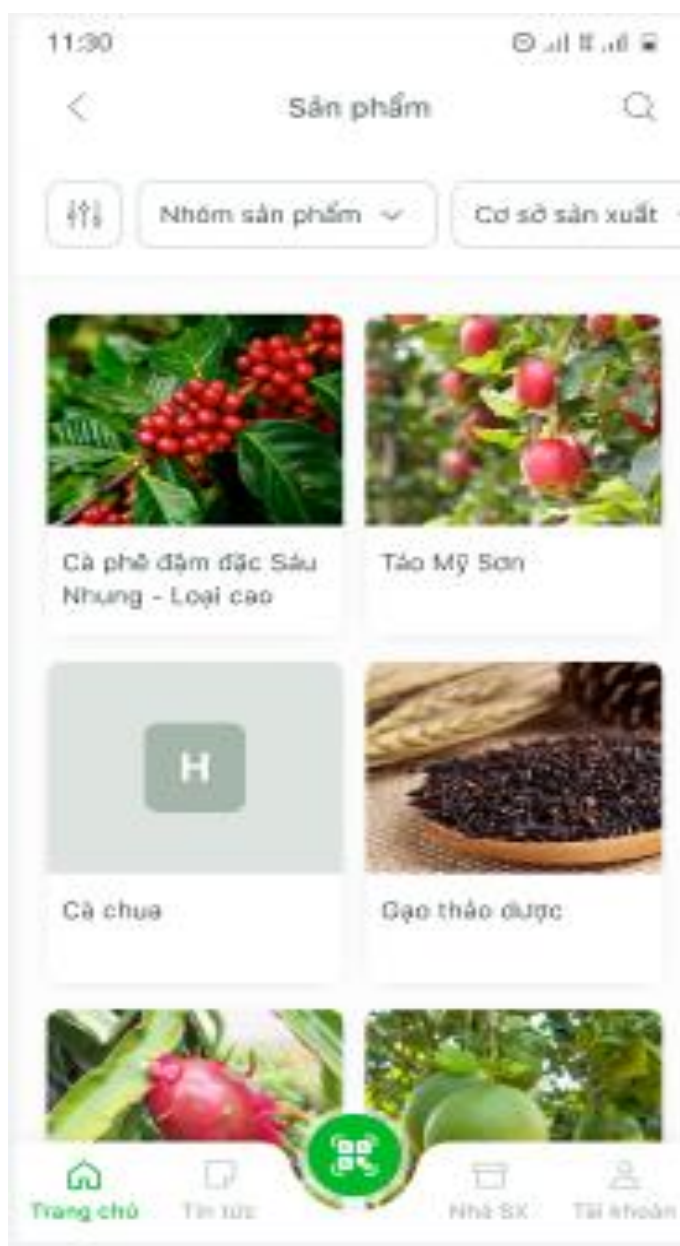 11:30
Sản phẩm
Nhóm sản phẩm
Cơ sở sản xuất
Cà phê đậm đặc Sáu
Nhung - Loại cao
Táo Mỹ Sơn
H
Cà chua
Gạo thảo dược
Trang chủ
Tin tức
Nhà SX
Tài khoản